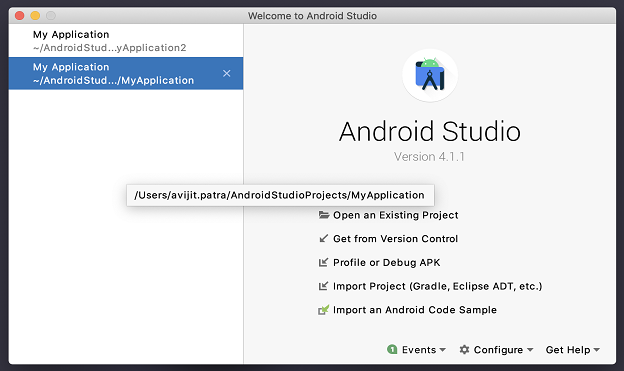 Welcome to Android Studio
My Application
~/AndroidStud...yApplication2
My Application
~/AndroidStud.../MyApplication
Android Studio
Version 4.1.1
/Users/avijit.patra/AndroidStudioProjects/MyApplication
Open an Existing Project
Get from Version Control
Profile or Debug APK
Import Project (Gradle, Eclipse ADT, etc.)
Import an Android Code Sample
1 Events Configure Get Help